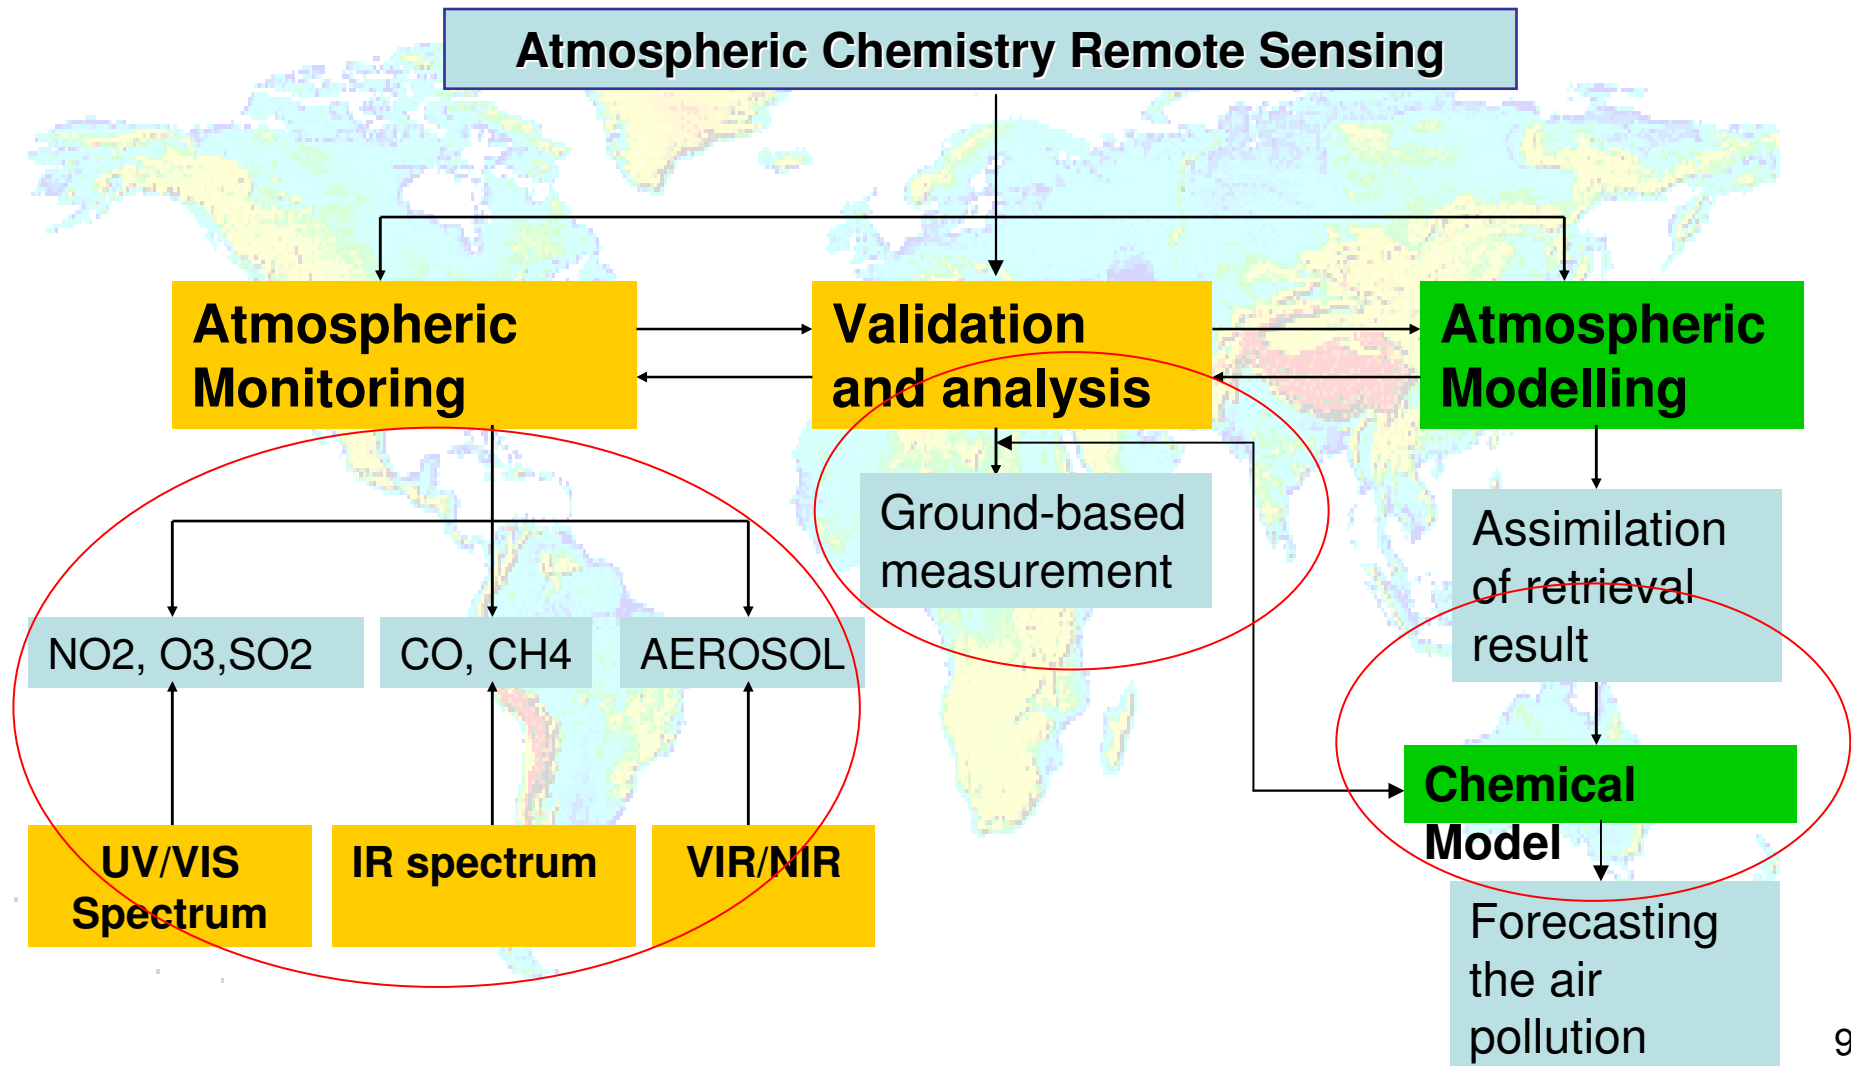 Atmospheric Chemistry Remote Sensing
Atmospheric
Monitoring
Validation
and analysis
Atmospheric
Modelling
Ground-based
measurement
Assimilation
of retrieval
result
NO2, O3,SO2
CO, CH4
AEROSOL
Chemical
Model
UV/VIS
Spectrum
IR spectrum
VIR/NIR
Forecasting
the air
pollution
9